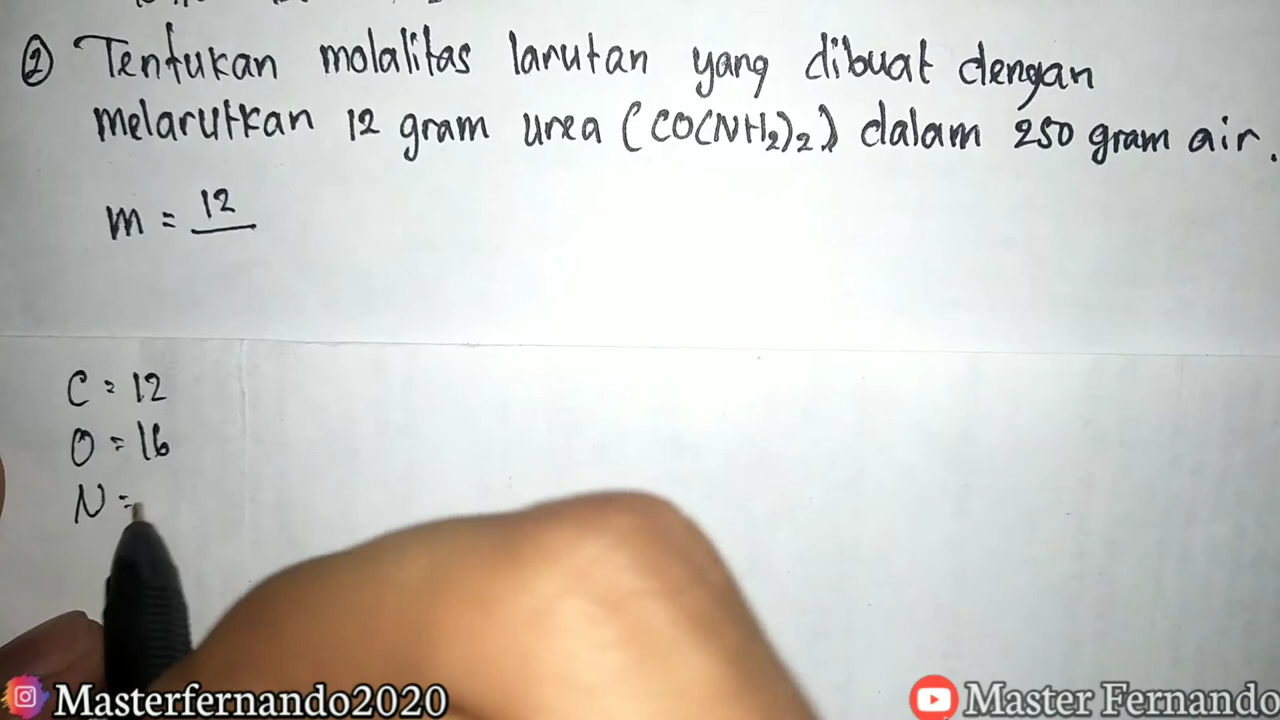 ② Tentukan molalitas larutan yang dibuat dengan
melarutkan 12 gram urea (CO(NH₂)₂) dalam 250 gram air.
m = 12
C = 12
O = 16
N =
Masterfernando2020
Master Fernando